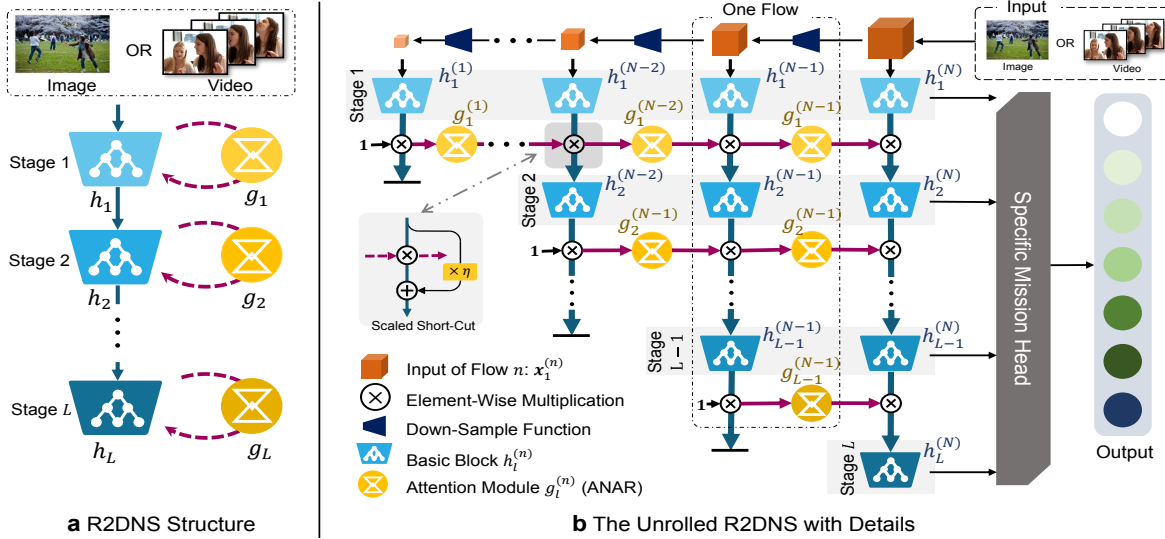 Image
OR
Video
Stage 1
h_1
g_1
Stage 2
h_2
g_2
Stage L
h_L
g_L
a R2DNS Structure
One Flow
Input
Image
OR
Video
Stage 1
h_1^{(1)}
h_1^{(N-2)}
h_1^{(N-1)}
h_1^{(N)}
g_1^{(1)}
g_1^{(N-2)}
g_1^{(N-1)}
1
Stage 2
h_2^{(N-2)}
h_2^{(N-1)}
h_2^{(N)}
g_2^{(N-1)}
g_2^{(N-1)}
1
× η
Scaled Short-Cut
Stage
L − 1
h_{L-1}^{(N-1)}
h_{L-1}^{(N)}
g_{L-1}^{(N-1)}
1
Stage L
h_L^{(N)}
Specific Mission Head
Output
Input of Flow n: x_1^{(n)}
Element-Wise Multiplication
Down-Sample Function
Basic Block h_l^{(n)}
Attention Module g_l^{(n)} (ANAR)
b The Unrolled R2DNS with Details